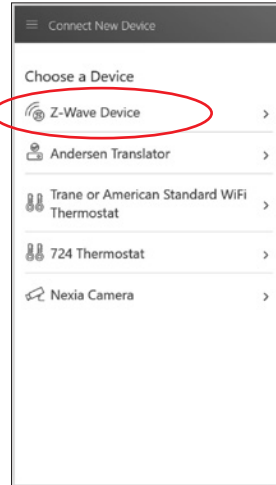 Connect New Device
Choose a Device
Z-Wave Device
Andersen Translator
Trane or American Standard WiFi
Thermostat
724 Thermostat
Nexia Camera